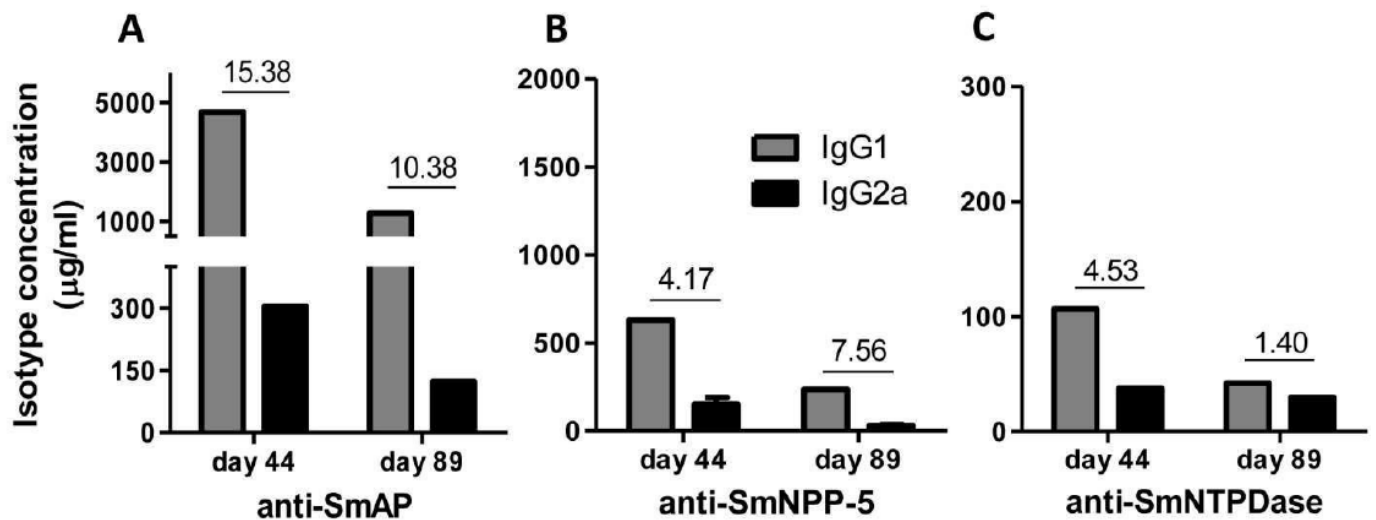 A
B
C
Isotype concentration
(µg/ml)
5000
3000
1000
300
150
0
15.38
10.38
day 44
day 89
anti-SmAP
2000
1500
1000
500
0
IgG1
IgG2a
4.17
7.56
day 44
day 89
anti-SmNPP-5
300
200
100
0
4.53
1.40
day 44
day 89
anti-SmNTPDase